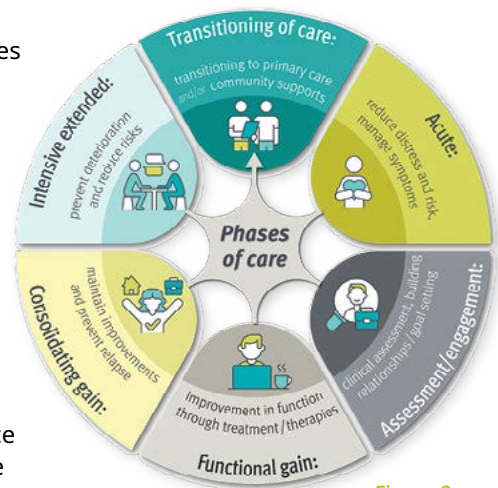 es
Transitioning of care:
transitioning to primary care
and/or community supports
Acute:
reduce distress and risk,
manage symptoms
Assessment/engagement:
clinical assessment, building
relationships/goal setting
Functional gain:
improvement in function
through treatment/therapies
Consolidating gain:
maintain improvements
and prevent relapse
Intensive extended:
prevent deterioration
and reduce risks
Phases
of care